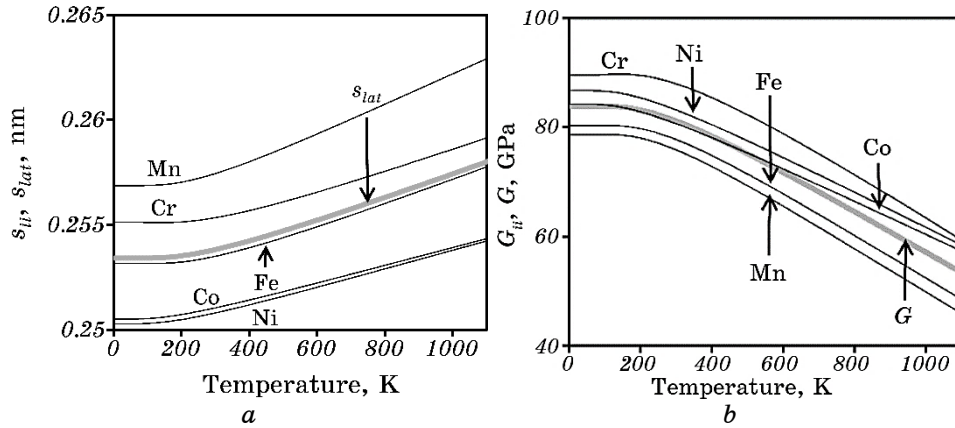 a
0.265
0.26
0.255
0.25
s_ii, s_lat, nm
s_lat
Mn
Cr
Fe
Co
Ni
0 200 400 600 800 1000
Temperature, K
a
b
100
80
60
40
G_ii, G, GPa
Cr
Ni
Fe
Co
Mn
G
0 200 400 600 800 1000
Temperature, K
b